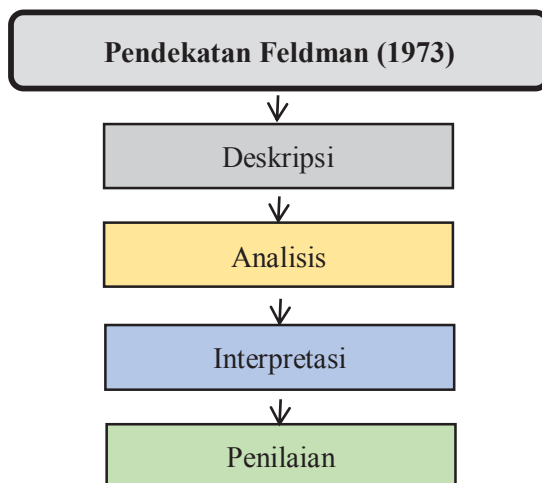 Pendekatan Feldman (1973)
Deskripsi
Analisis
Interpretasi
Penilaian